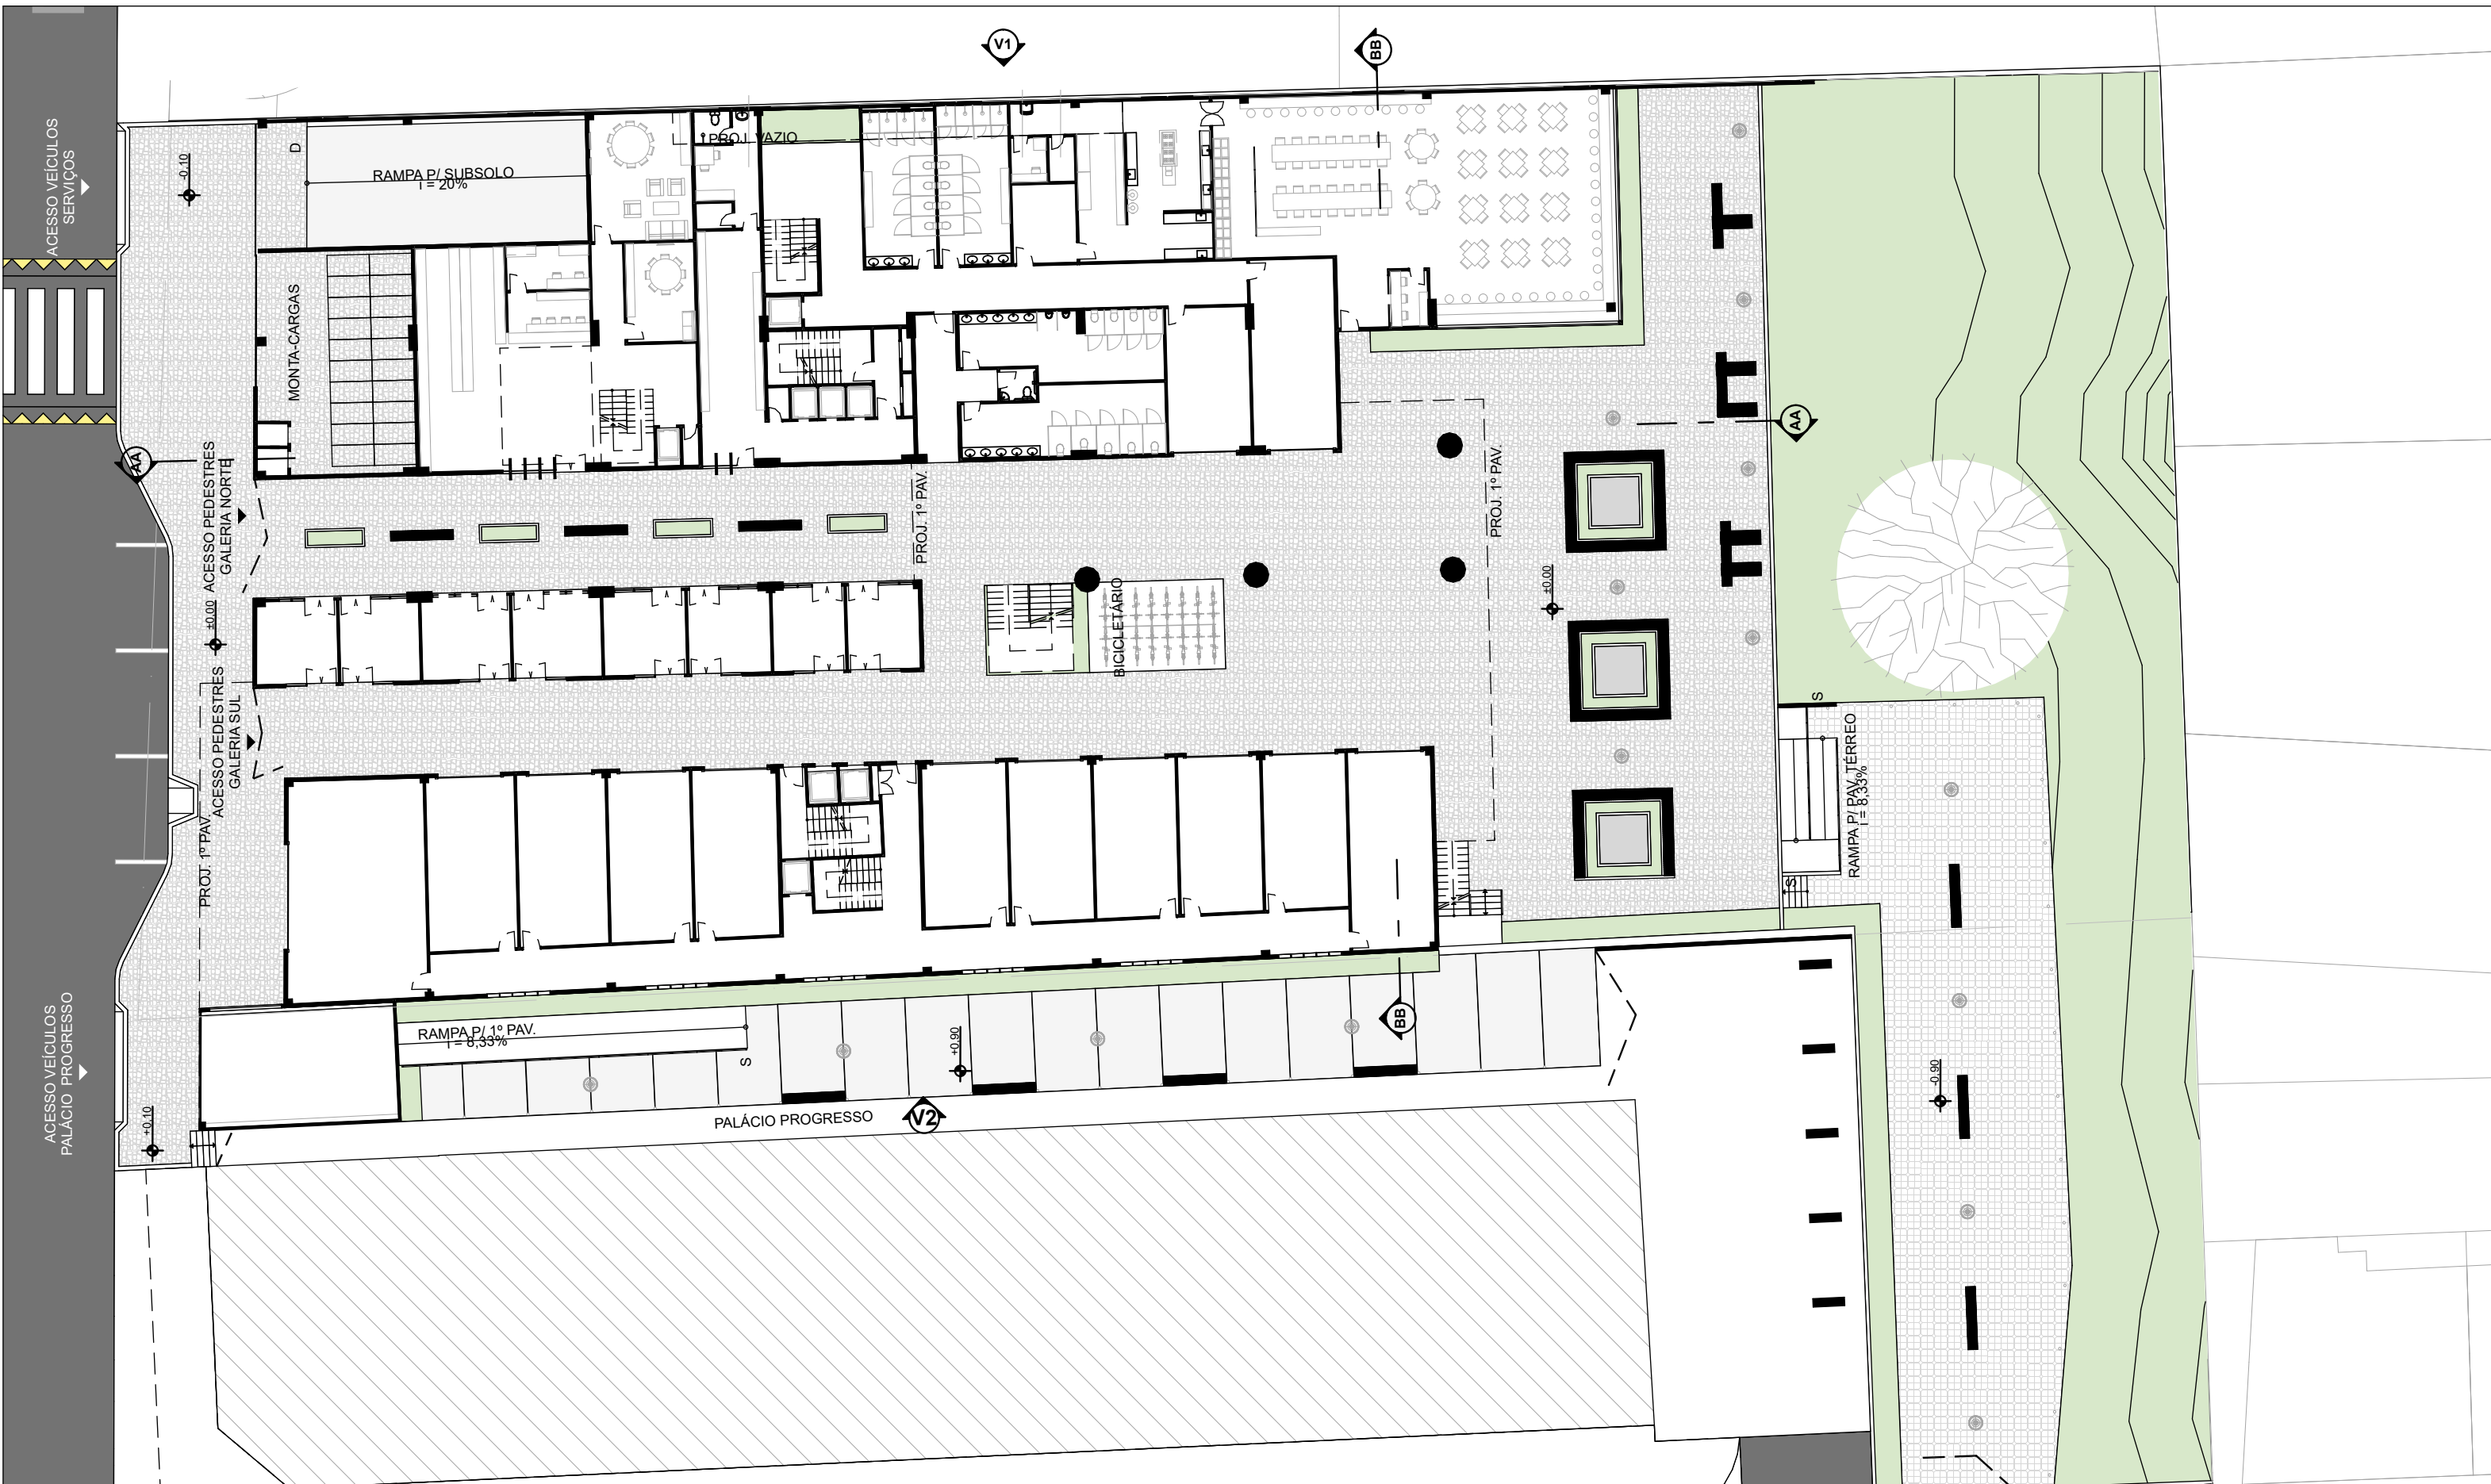 V1
BB
ACESSO VEÍCULOS
SERVIÇOS
-0.10
D
RAMPA P/ SUBSOLO
i = 20%
PROJ. VAZIO
MONTA-CARGAS
AA
AA
ACESSO PEDESTRES
GALERIA NORTE
PROJ. 1º PAV.
PROJ. 1º PAV.
±0.00
BICICLETÁRIO
±0.00
ACESSO PEDESTRES
GALERIA SUL
PROJ. 1º PAV.
S
RAMPA P/ PAV. TÉRREO
i = 8,33%
S
ACESSO VEÍCULOS
PALÁCIO PROGRESSO
RAMPA P/ 1º PAV.
i = 8,33%
S
+0.90
BB
-0.90
+0.10
PALÁCIO PROGRESSO
V2